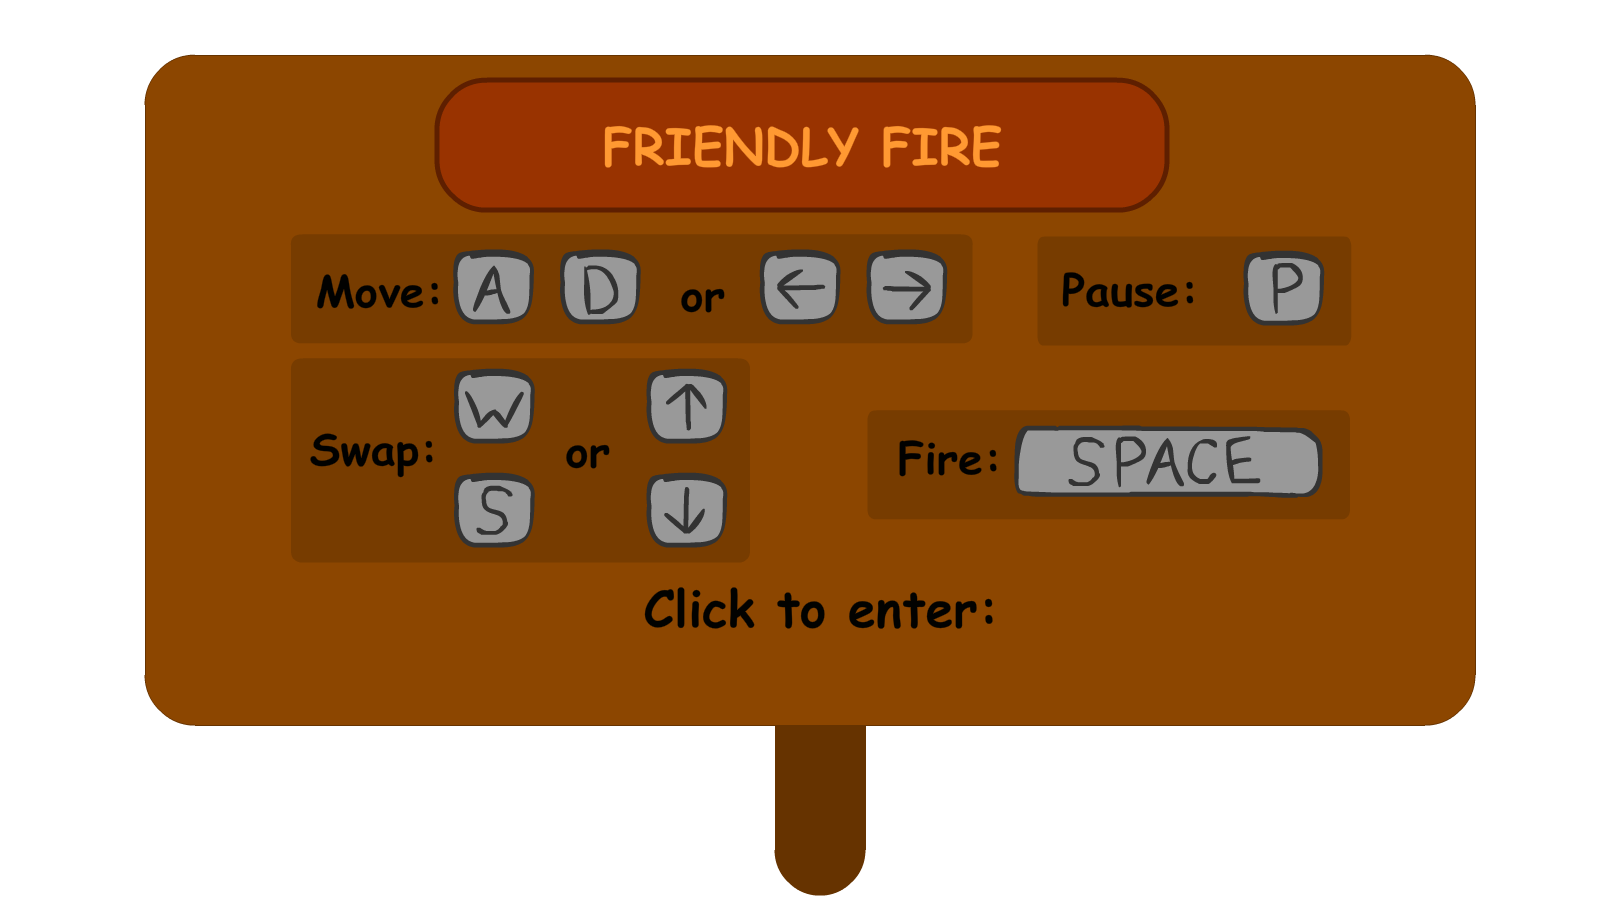 FRIENDLY FIRE
Move: A D or ← →
Pause: P
Swap: W S or ↑ ↓
Fire: SPACE
Click to enter: